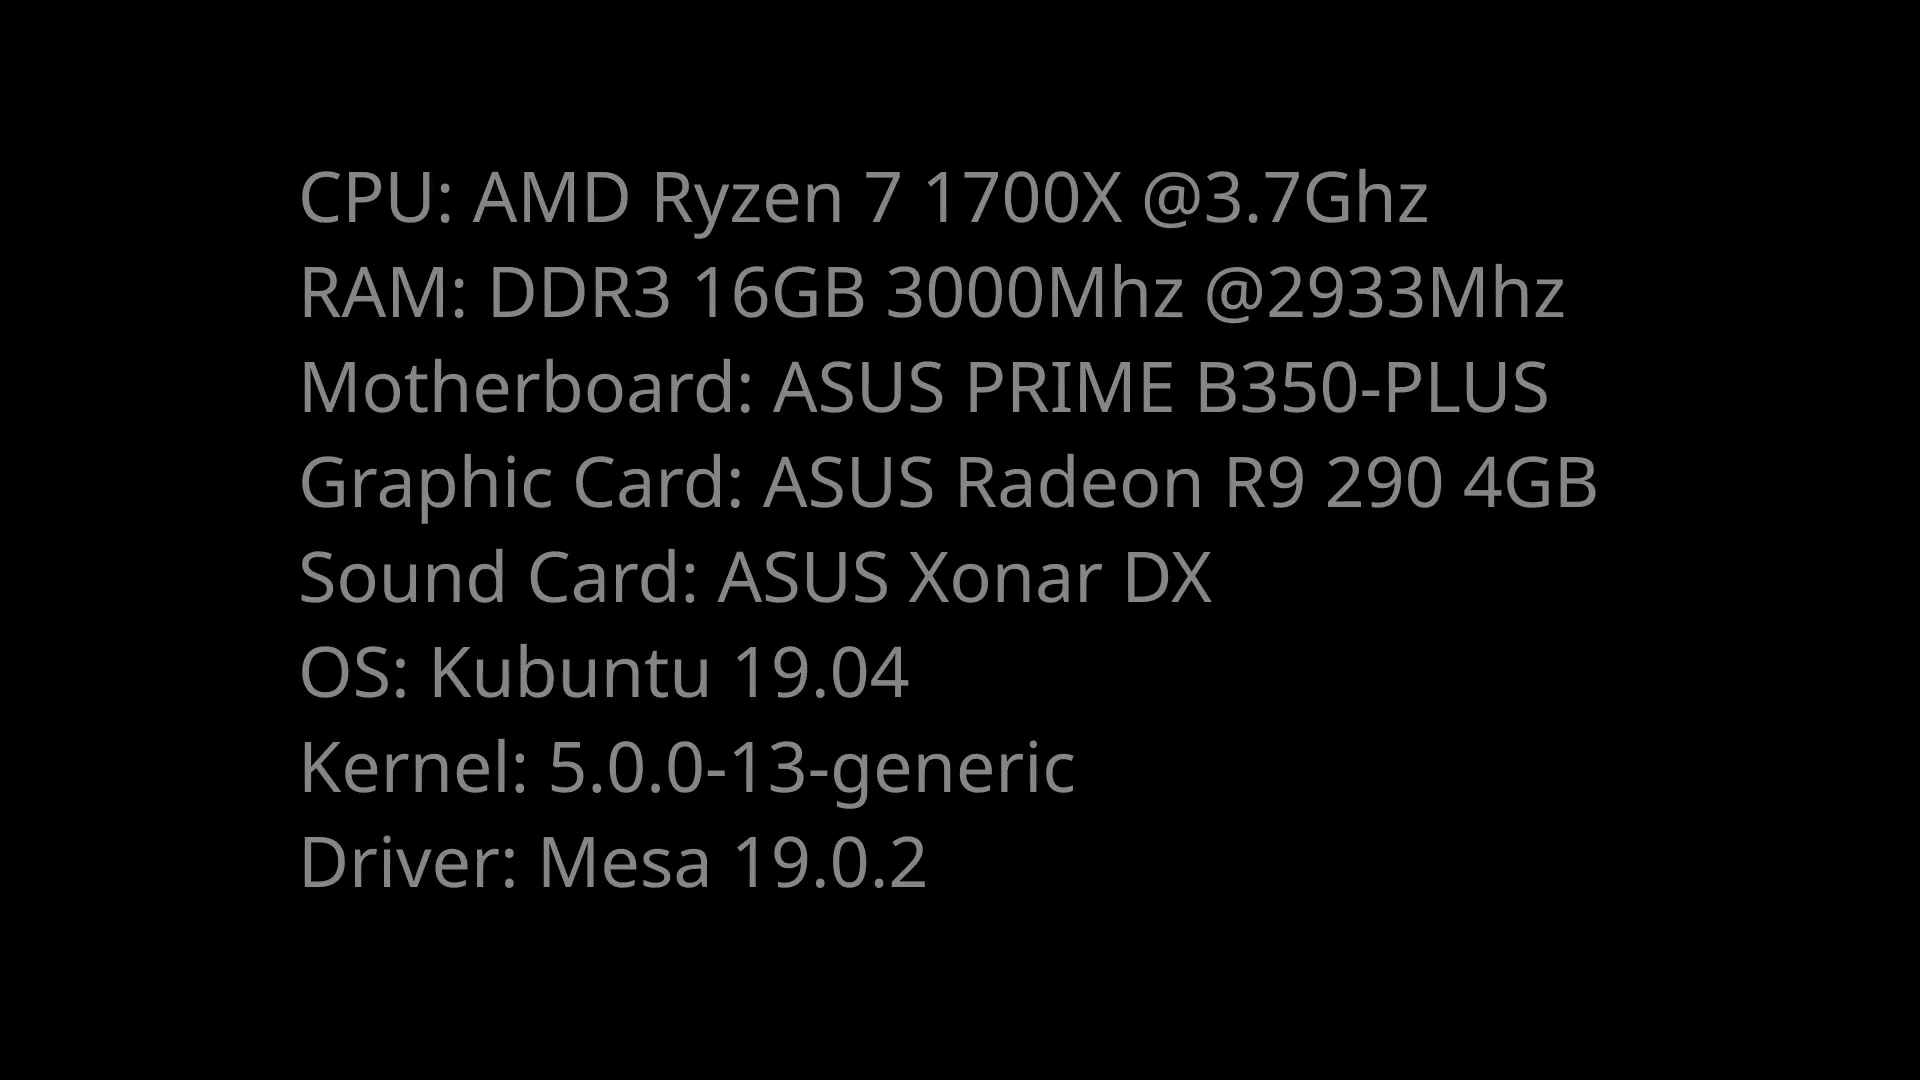 CPU: AMD Ryzen 7 1700X @3.7Ghz
RAM: DDR3 16GB 3000Mhz @2933Mhz
Motherboard: ASUS PRIME B350-PLUS
Graphic Card: ASUS Radeon R9 290 4GB
Sound Card: ASUS Xonar DX
OS: Kubuntu 19.04
Kernel: 5.0.0-13-generic
Driver: Mesa 19.0.2